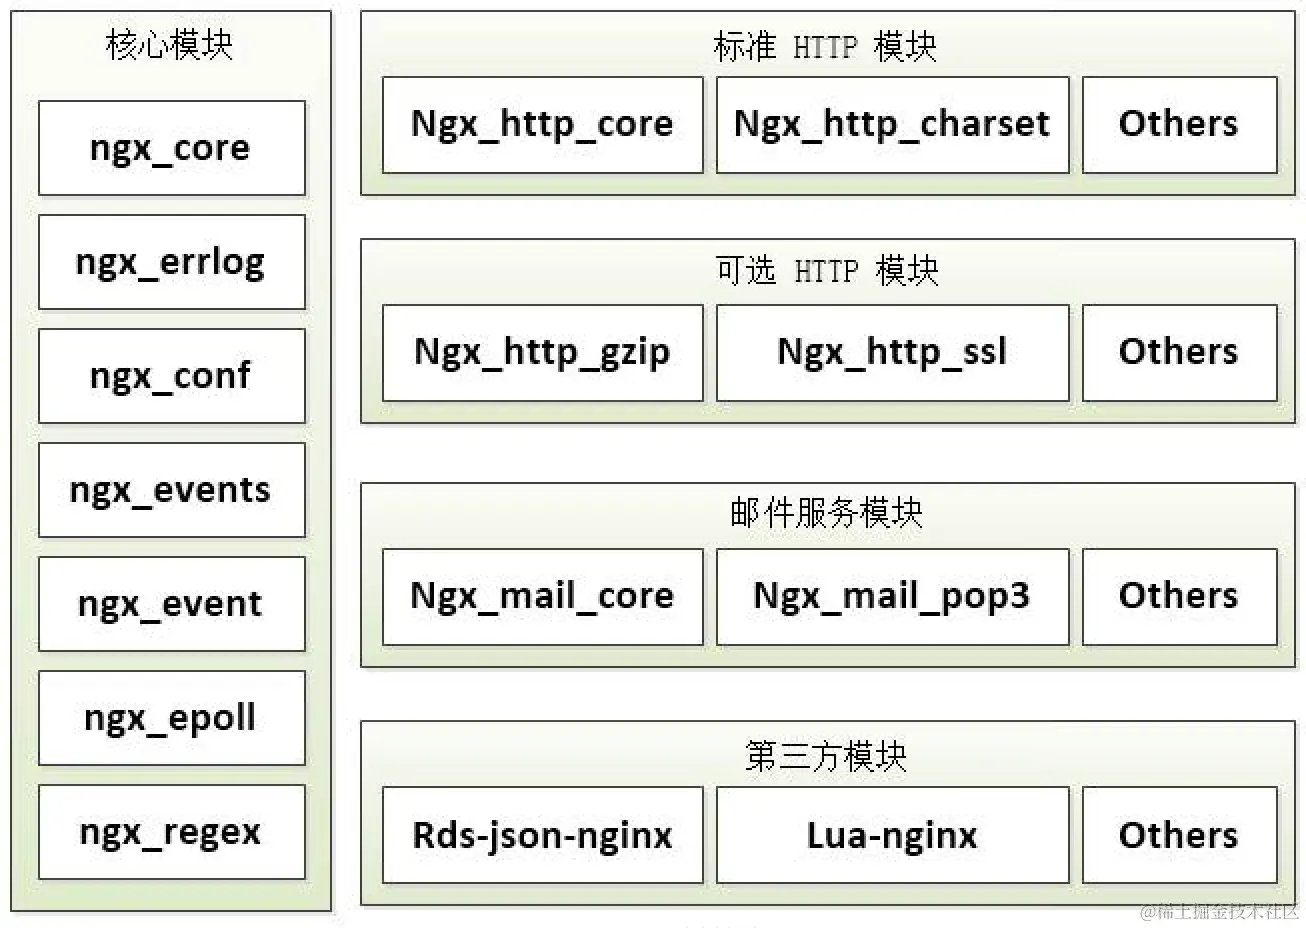 核心模块
ngx_core
ngx_errlog
ngx_conf
ngx_events
ngx_event
ngx_epoll
ngx_regex
标准 HTTP 模块
Ngx_http_core
Ngx_http_charset
Others
可选 HTTP 模块
Ngx_http_gzip
Ngx_http_ssl
Others
邮件服务模块
Ngx_mail_core
Ngx_mail_pop3
Others
第三方模块
Rds-json-nginx
Lua-nginx
Others
@稀土掘金技术社区